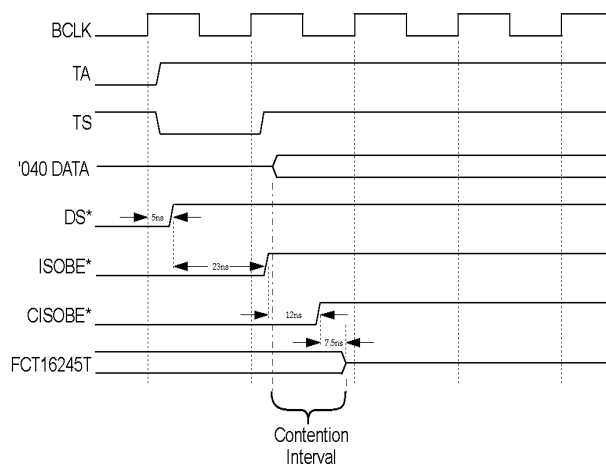 BCLK
TA
TS
'040 DATA
DS*
5ns
ISOBE*
23ns
CISOBE*
12ns
FCT16245T
7.5ns
Contention
Interval